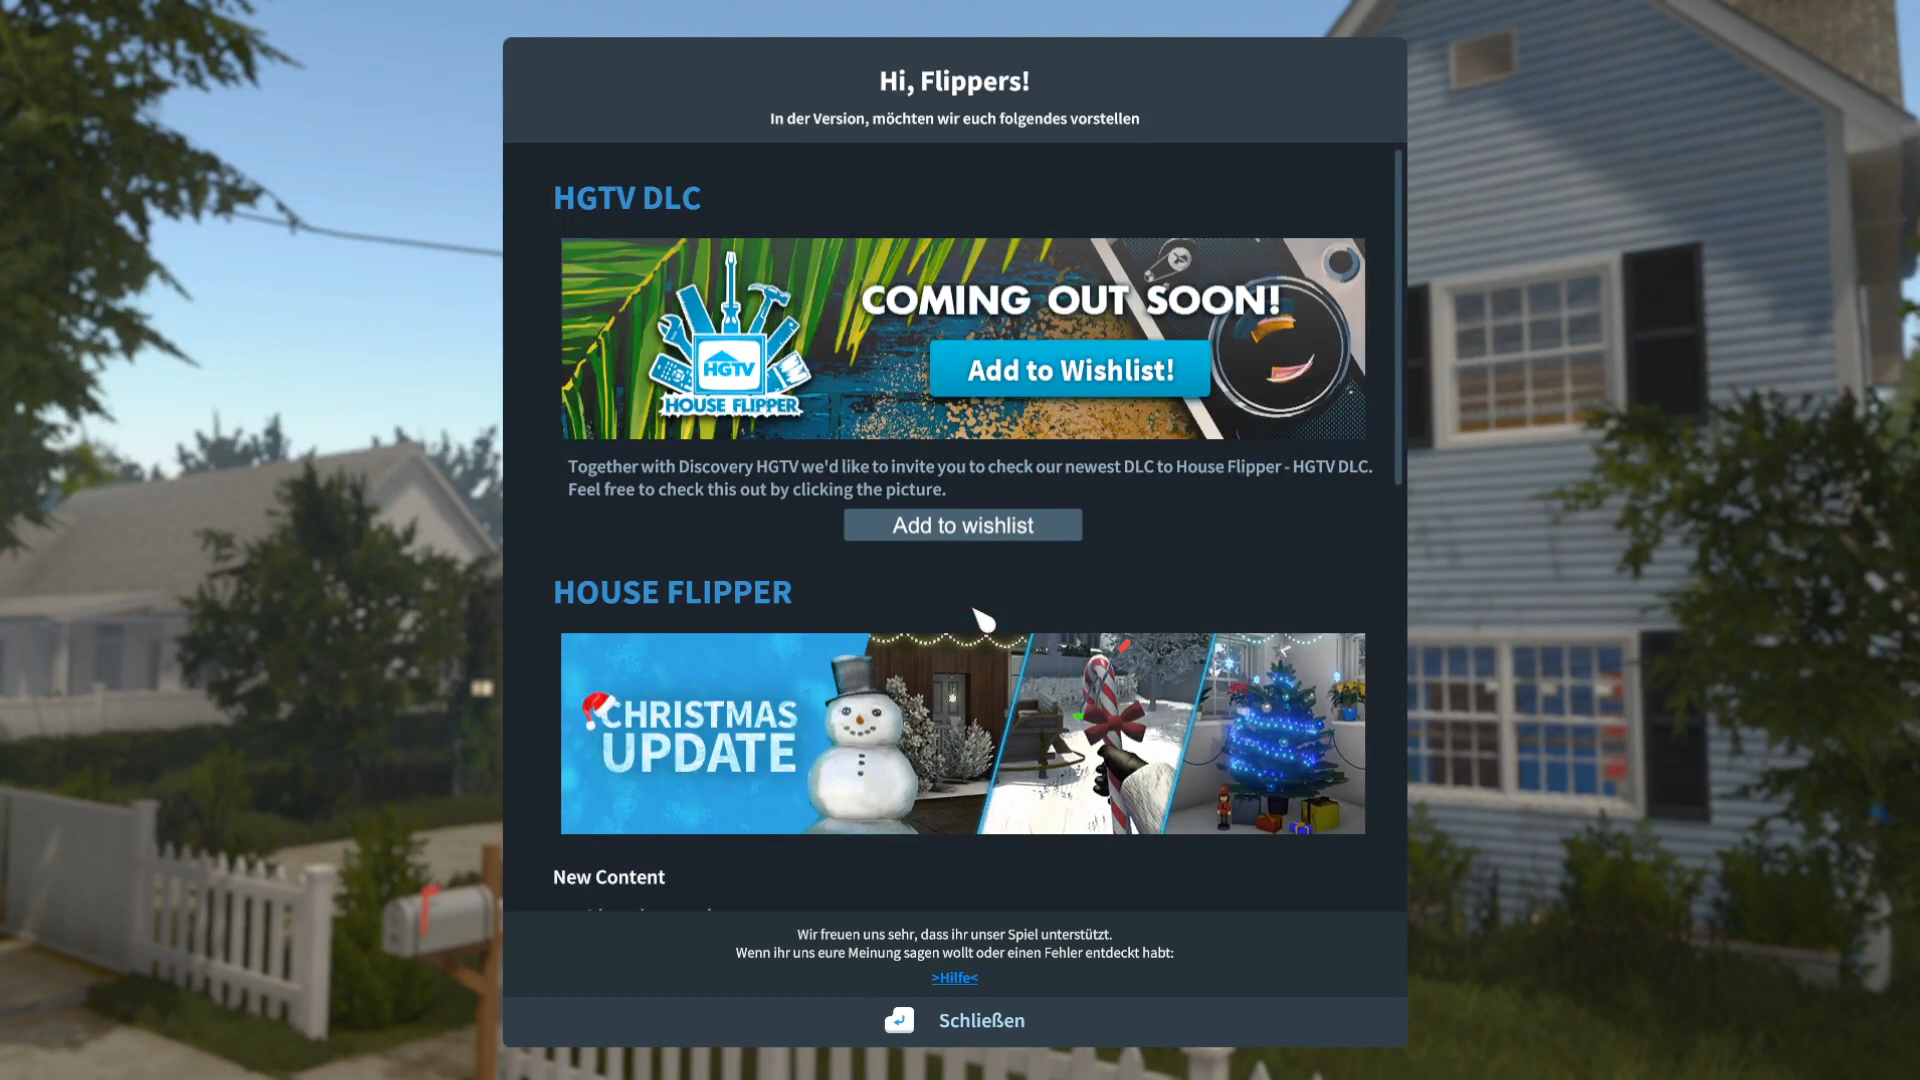 Hi, Flippers!
In der Version, möchten wir euch folgendes vorstellen
HGTV DLC
COMING OUT SOON!
Add to Wishlist!
HGTV
HOUSE FLIPPER
Together with Discovery HGTV we'd like to invite you to check our newest DLC to House Flipper - HGTV DLC.
Feel free to check this out by clicking the picture.
Add to wishlist
HOUSE FLIPPER
CHRISTMAS
UPDATE
New Content
Wir freuen uns sehr, dass ihr unser Spiel unterstützt.
Wenn ihr uns eure Meinung sagen wollt oder einen Fehler entdeckt habt:
>Hilfe<
Schließen